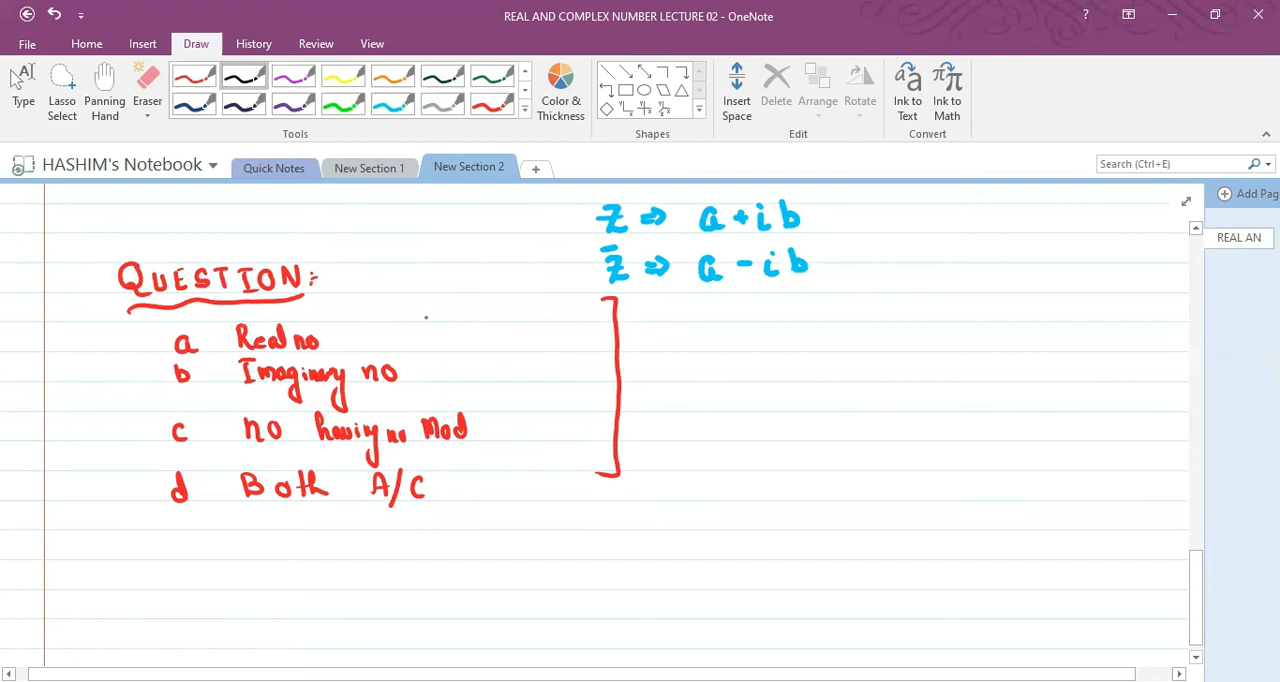 REAL AND COMPLEX NUMBER LECTURE 02 - OneNote
?
File Home Insert Draw History Review View
Type
Lasso Select
Panning Hand
Eraser
Color & Thickness
Insert Space
Delete
Arrange
Rotate
Ink to Text
Ink to Math
Tools
Shapes
Edit
Convert
HASHIM's Notebook
Quick Notes
New Section 1
New Section 2
Search (Ctrl+E)
Add Pag
REAL AN
z ⇒ a + i b
z̄ ⇒ a - i b
QUESTION:
a Real no
b Imaginary no
c no having no Mod
d Both A/C